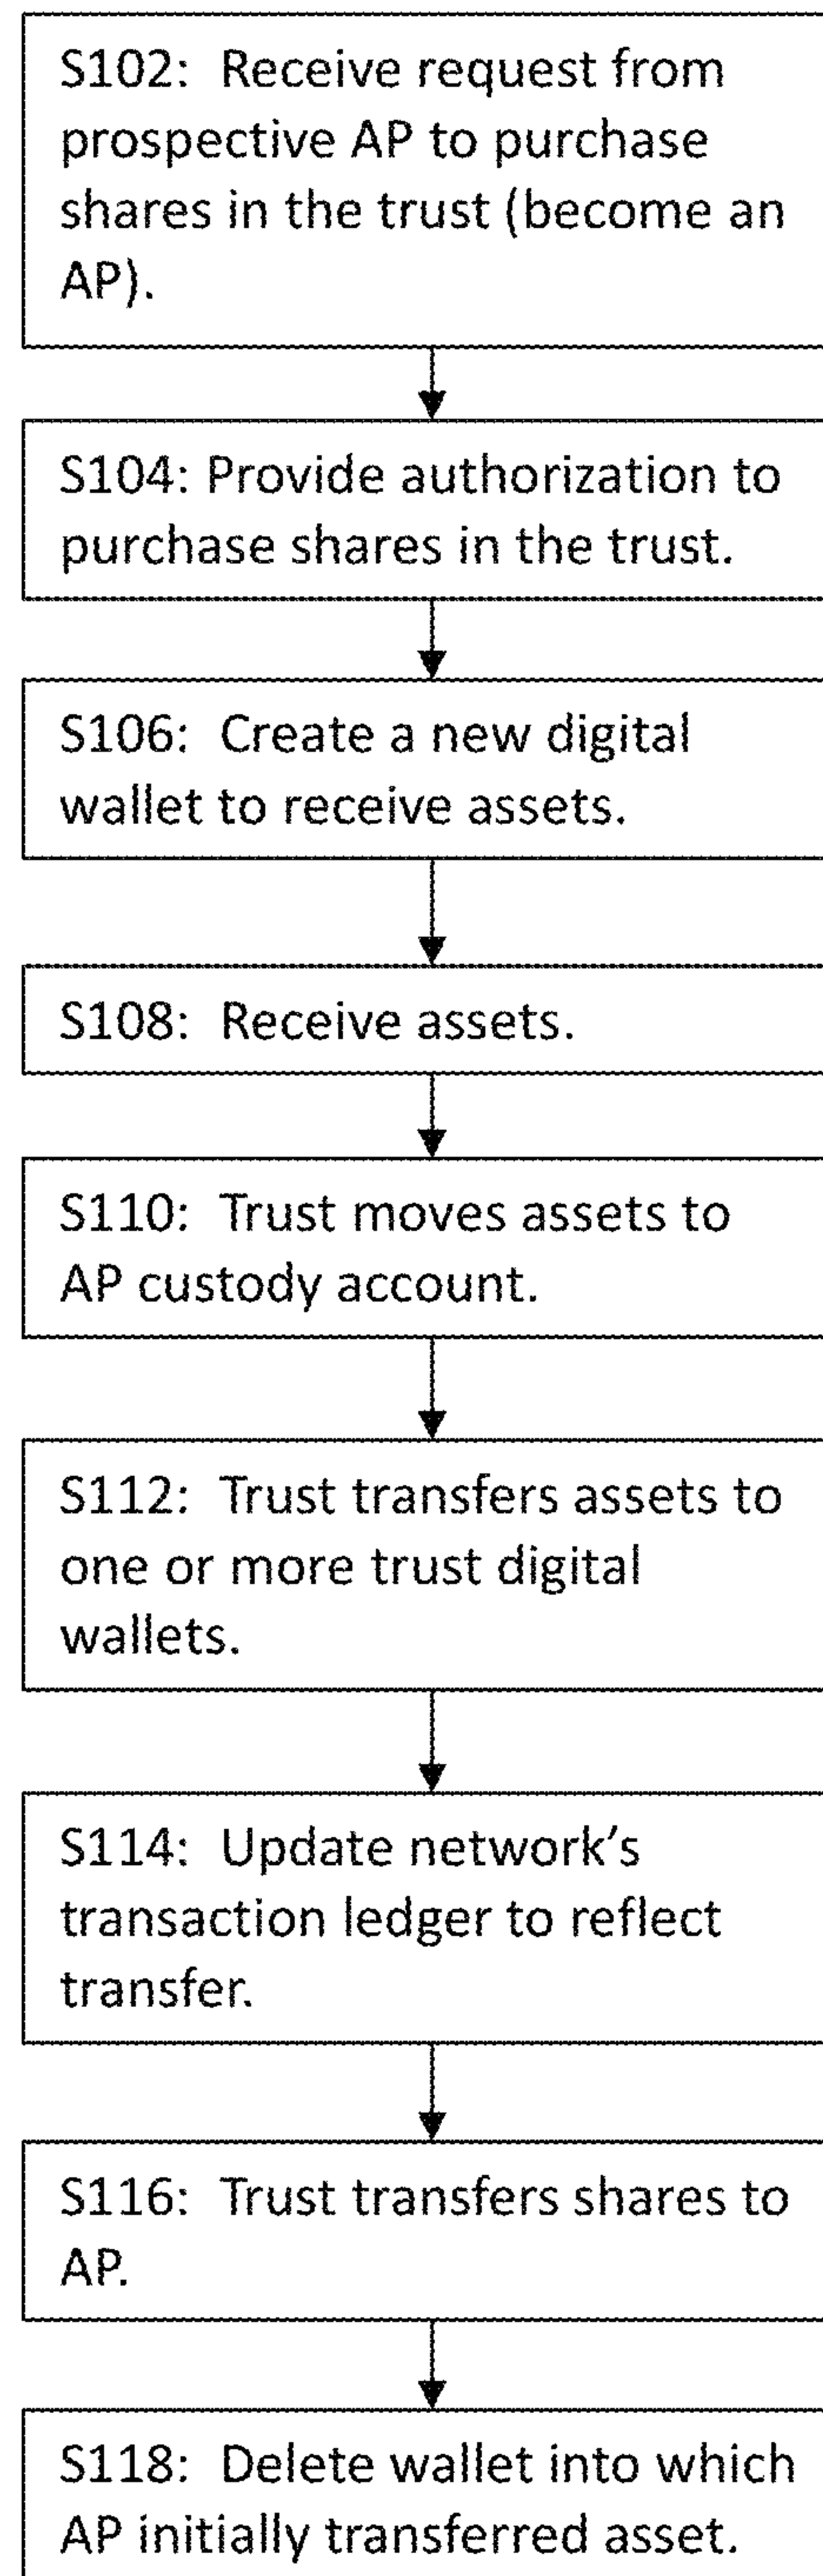 S102: Receive request from
prospective AP to purchase
shares in the trust (become an
AP).
S104: Provide authorization to
purchase shares in the trust.
S106: Create a new digital
wallet to receive assets.
S108: Receive assets.
S110: Trust moves assets to
AP custody account.
S112: Trust transfers assets to
one or more trust digital
wallets.
S114: Update network’s
transaction ledger to reflect
transfer.
S116: Trust transfers shares to
AP.
S118: Delete wallet into which
AP initially transferred asset.